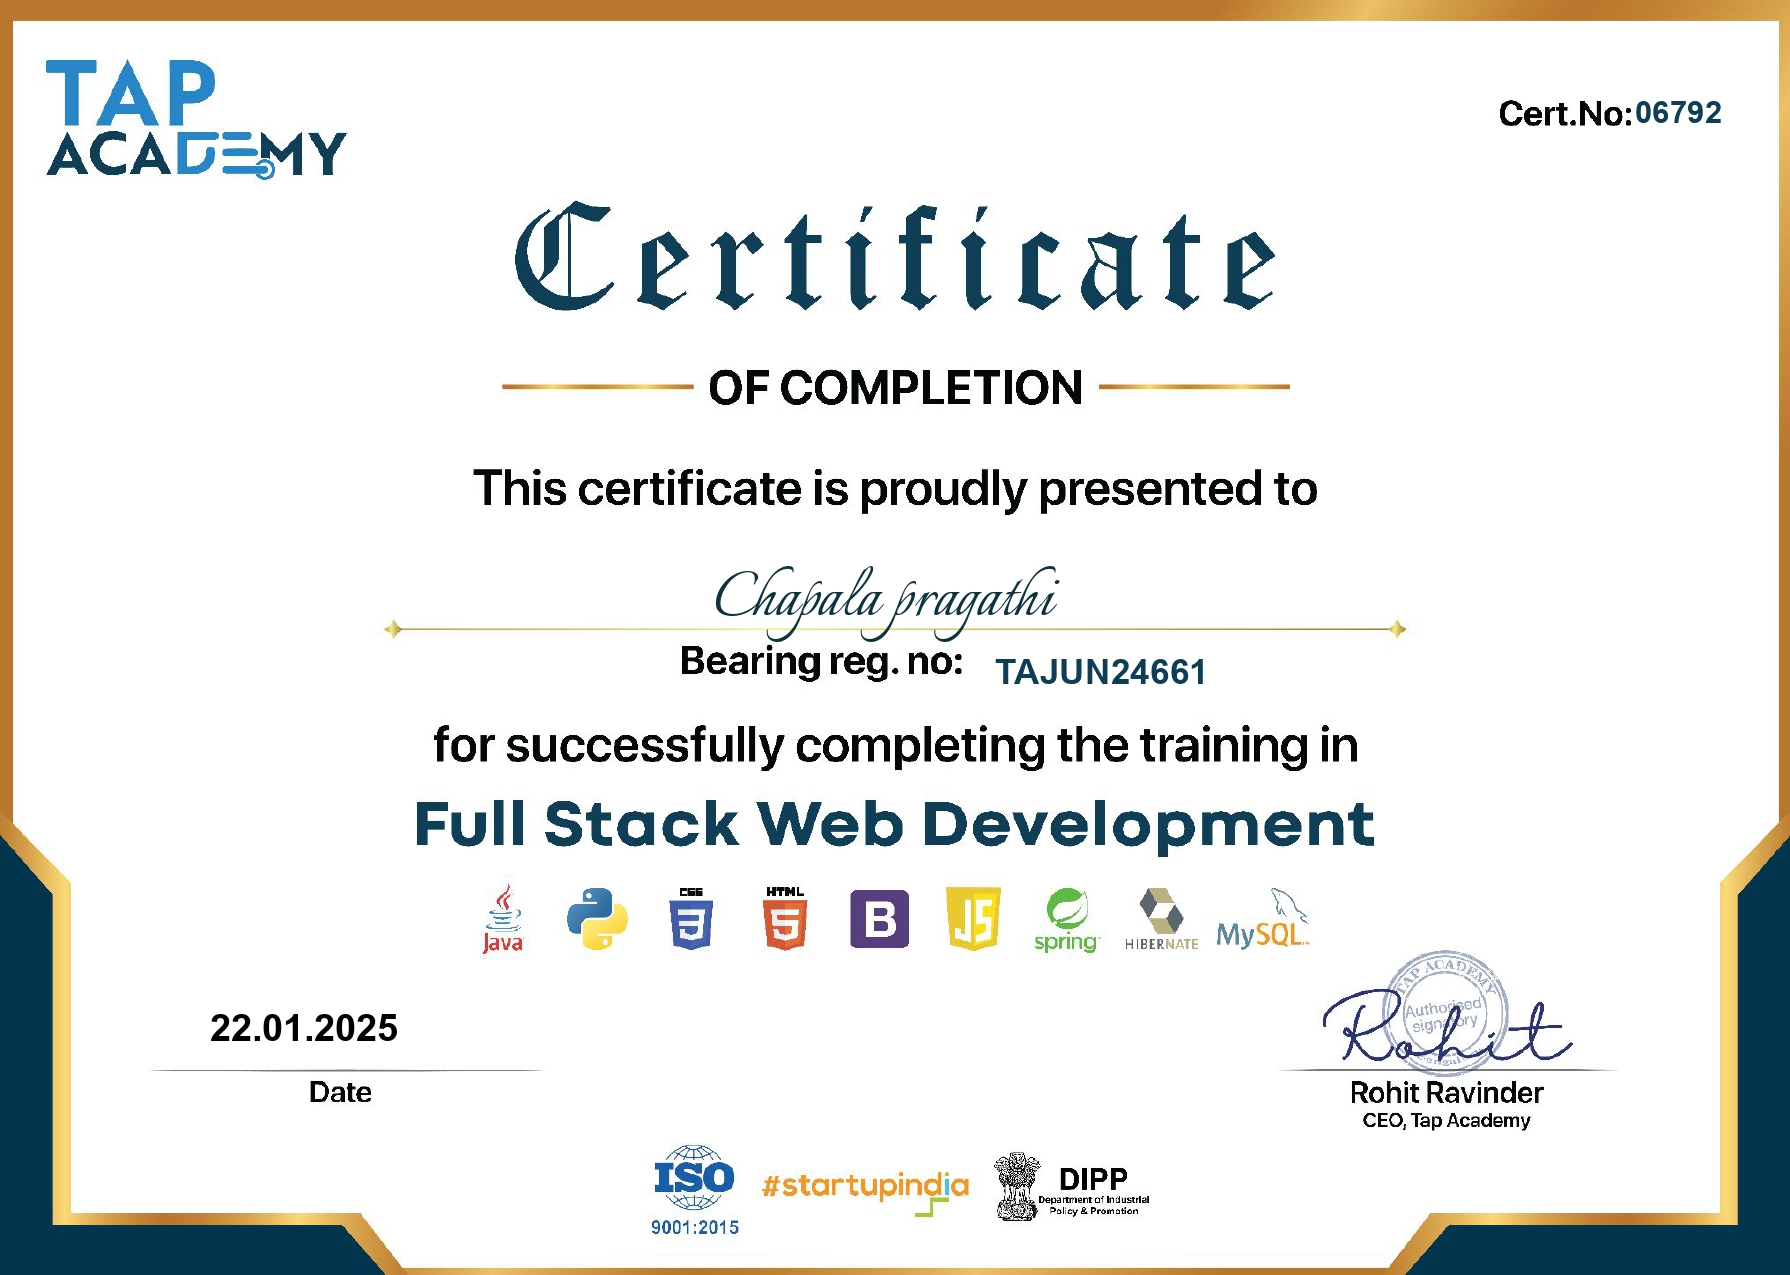 TAP
ACADEMY
Cert.No:06792
Certificate
OF COMPLETION
This certificate is proudly presented to
Chapala pragathi
Bearing reg. no: TAJUN24661
for successfully completing the training in
Full Stack Web Development
Java
CSS
3
HTML
5
B
JS
spring
HIBERNATE
MySQL
TAP ACADEMY
Authorised
signatory
Rohit
22.01.2025
Date
Rohit Ravinder
CEO, Tap Academy
ISO
9001:2015
#startupindia
DIPP
Department of Industrial
Policy & Promotion